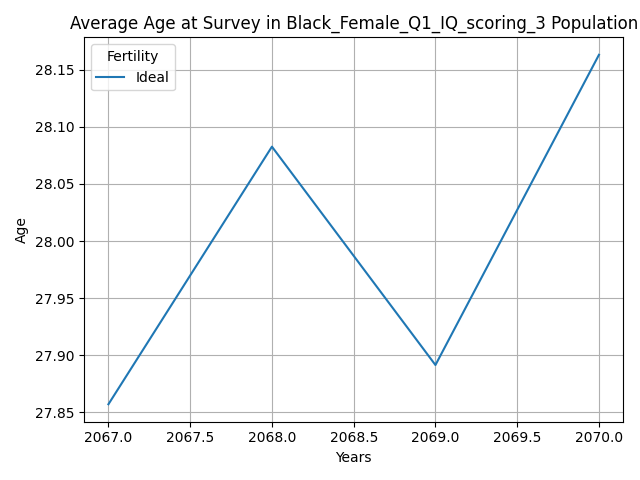 Average Age at Survey in Black_Female_Q1_IQ_scoring_3 Population
Fertility
Ideal
28.15
28.10
28.05
28.00
27.95
27.90
27.85
Age
2067.0 2067.5 2068.0 2068.5 2069.0 2069.5 2070.0
Years